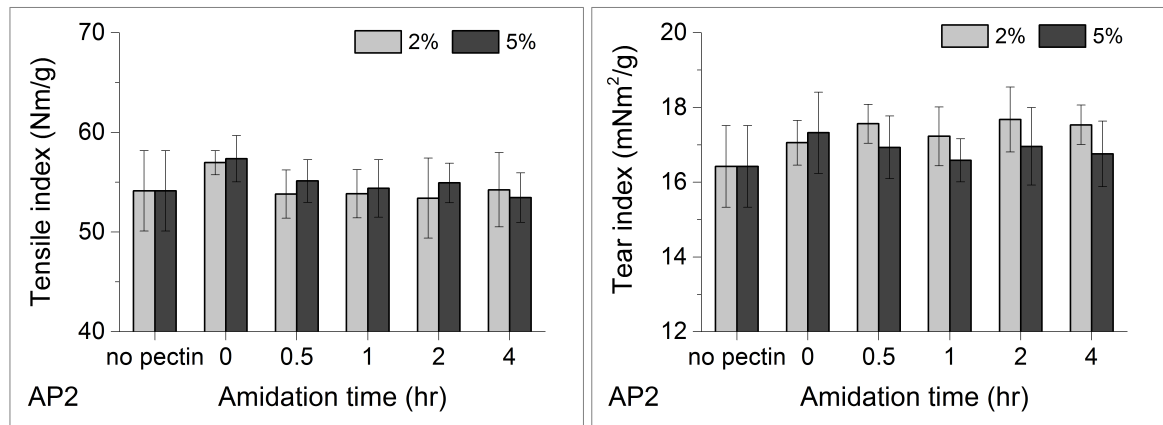 70
60
50
40
Tensile index (Nm/g)
2% 5%
no pectin 0 0.5 1 2 4
AP2 Amidation time (hr)
20
18
16
14
12
Tear index (mNm²/g)
2% 5%
no pectin 0 0.5 1 2 4
AP2 Amidation time (hr)